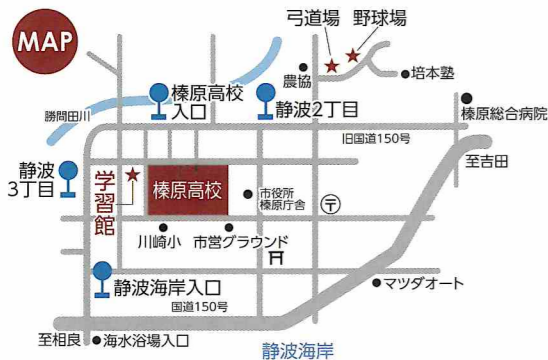 MAP
弓道場
野球場
農協
培本塾
榛原高校
入口
静波2丁目
榛原総合病院
勝間田川
旧国道150号
至吉田
静波
3丁目
学習館
榛原高校
市役所
榛原庁舎
〒
川崎小
市営グラウンド
静波海岸入口
国道150号
マツダオート
至相良
海水浴場入口
静波海岸